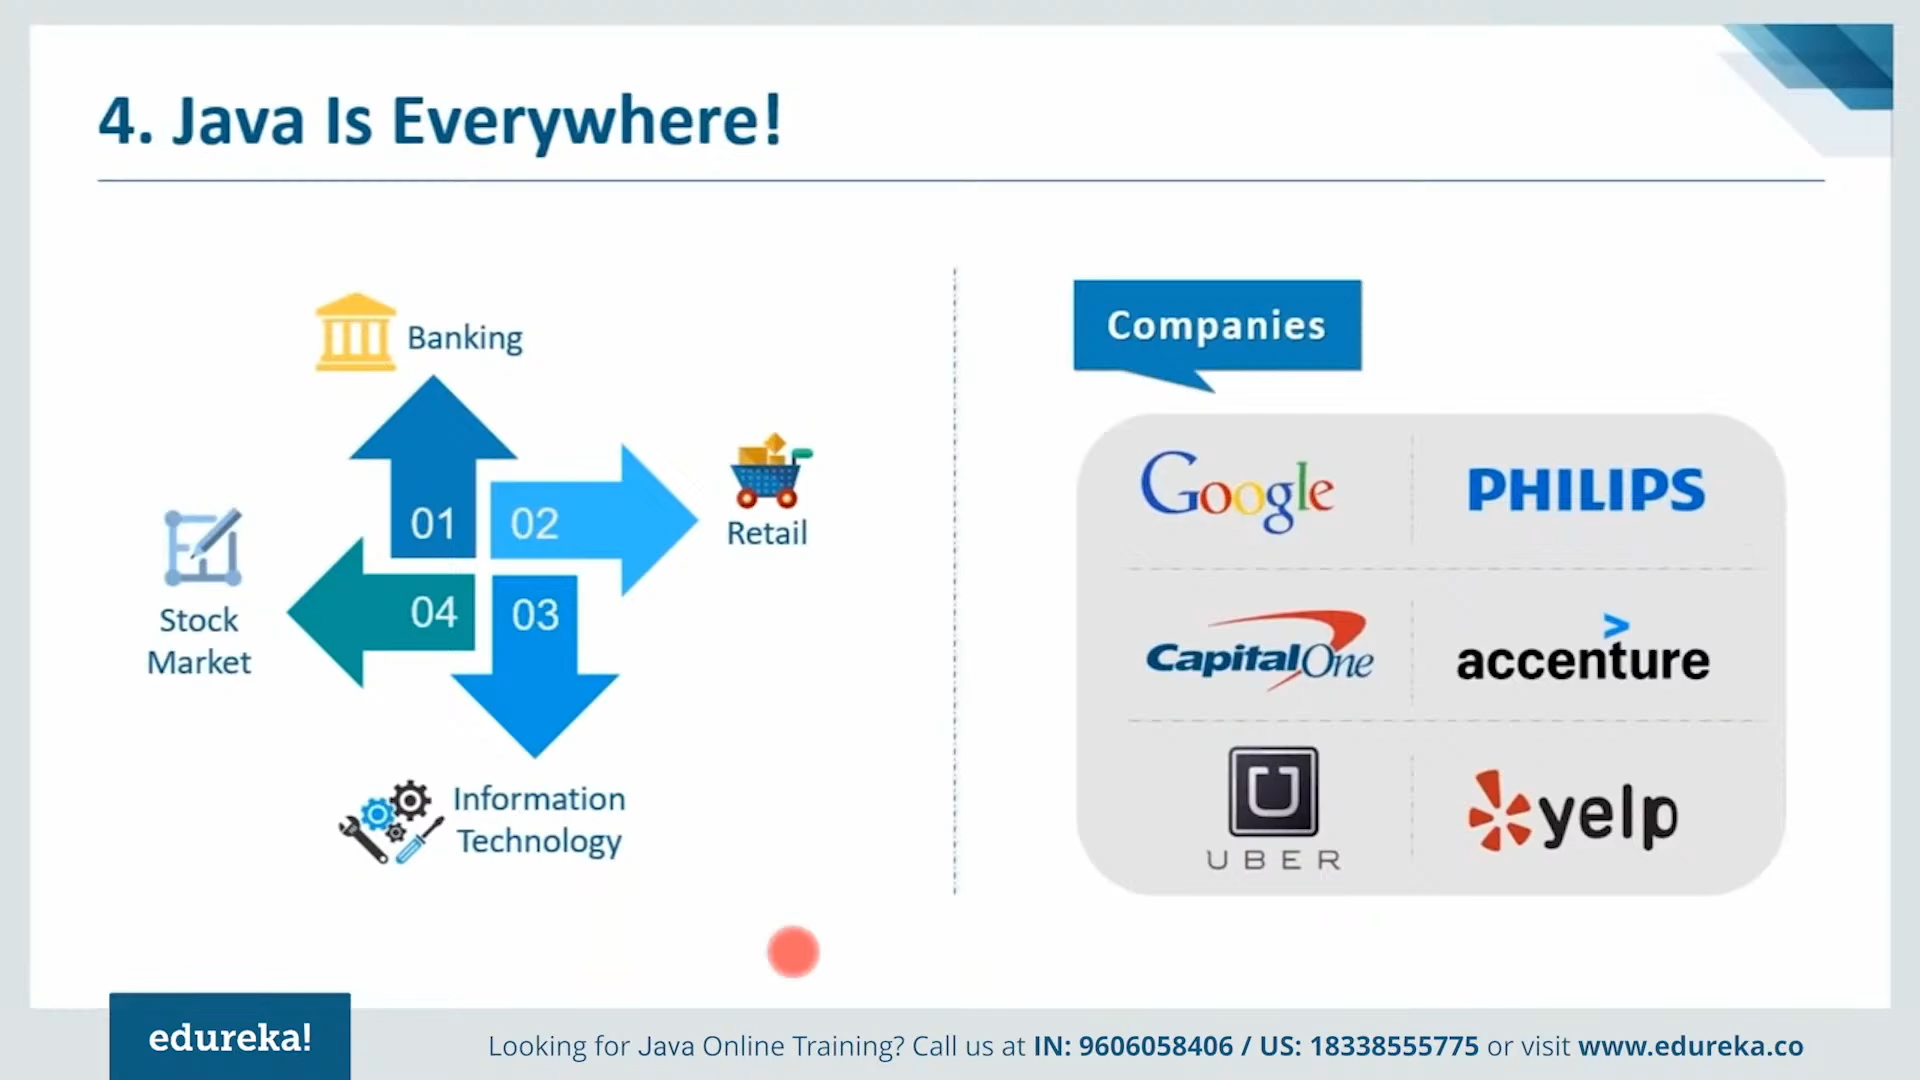 4. Java Is Everywhere!
Banking
01
02
Retail
Stock
Market
04
03
Information
Technology
Companies
Google
PHILIPS
CapitalOne
>
accenture
U
UBER
yelp
edureka!
Looking for Java Online Training? Call us at IN: 9606058406 / US: 18338555775 or visit www.edureka.co